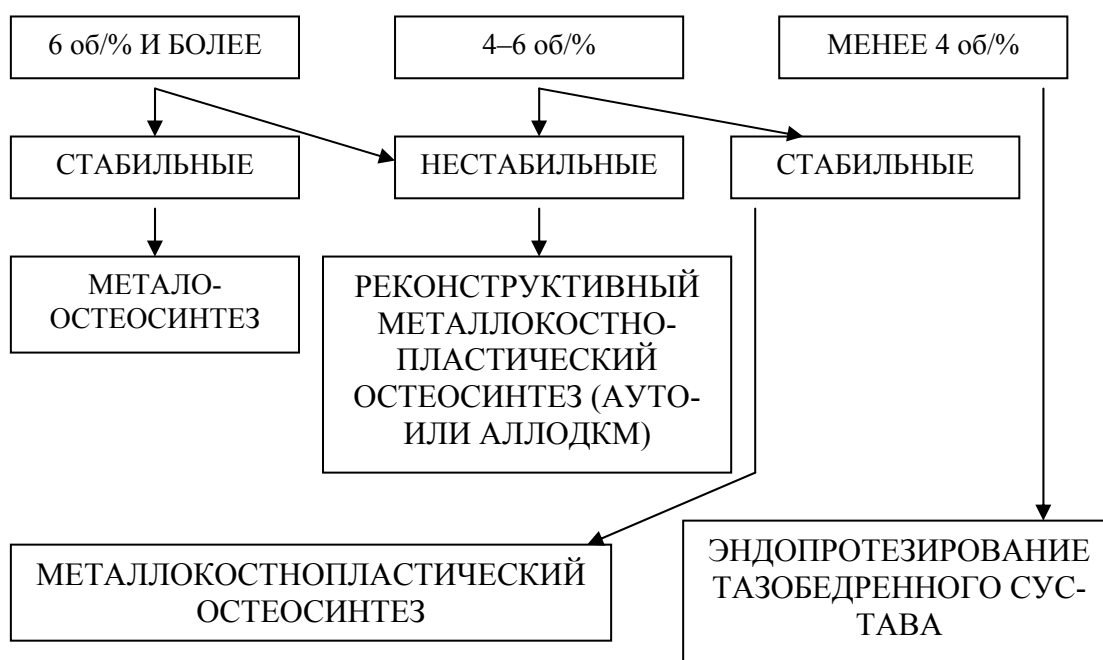 6 об/% И БОЛЕЕ
4–6 об/%
МЕНЕЕ 4 об/%
СТАБИЛЬНЫЕ
НЕСТАБИЛЬНЫЕ
СТАБИЛЬНЫЕ
МЕТАЛО-
ОСТЕОСИНТЕЗ
РЕКОНСТРУКТИВНЫЙ
МЕТАЛЛОКОСТНО-
ПЛАСТИЧЕСКИЙ
ОСТЕОСИНТЕЗ (АУТО-
ИЛИ АЛЛОДКМ)
МЕТАЛЛОКОСТНОПЛАСТИЧЕСКИЙ
ОСТЕОСИНТЕЗ
ЭНДОПРОТЕЗИРОВАНИЕ
ТАЗОБЕДРЕННОГО СУС-
ТАВА